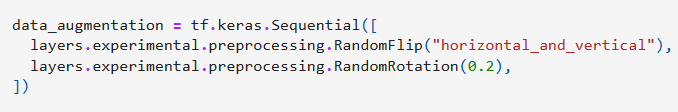 data_augmentation = tf.keras.Sequential([
  layers.experimental.preprocessing.RandomFlip("horizontal_and_vertical"),
  layers.experimental.preprocessing.RandomRotation(0.2),
])